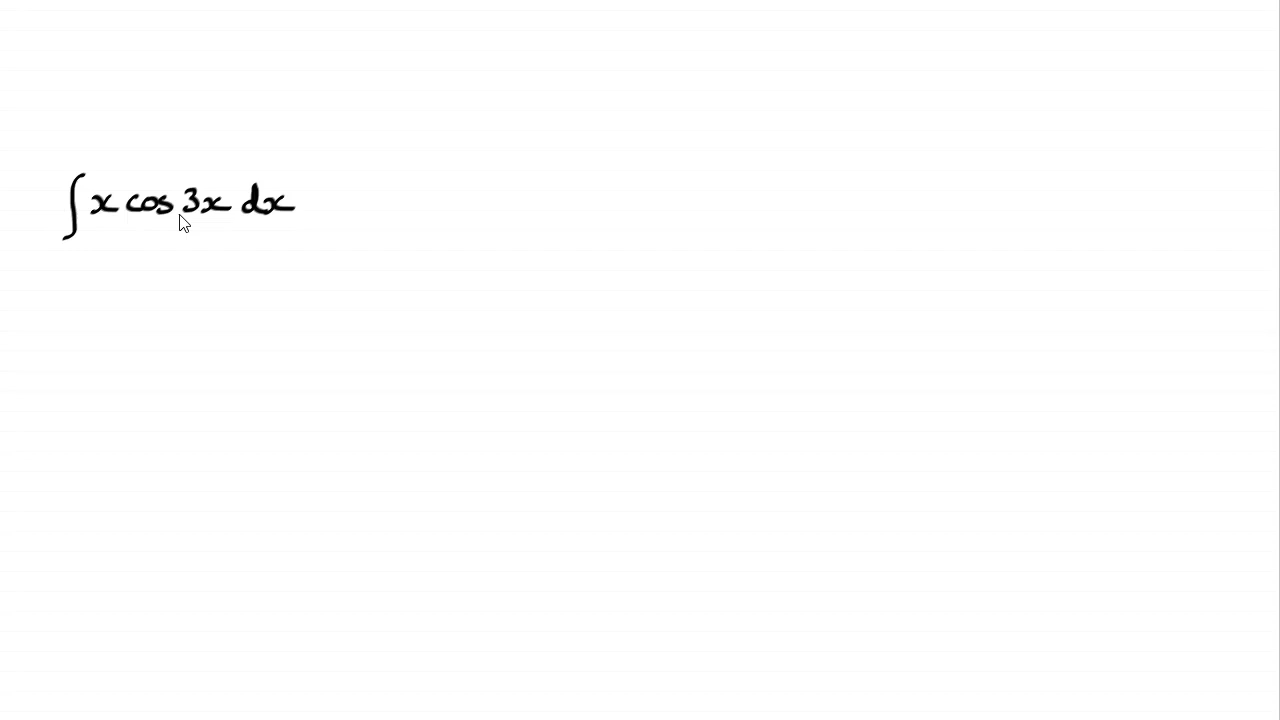 ∫ x cos 3x dx